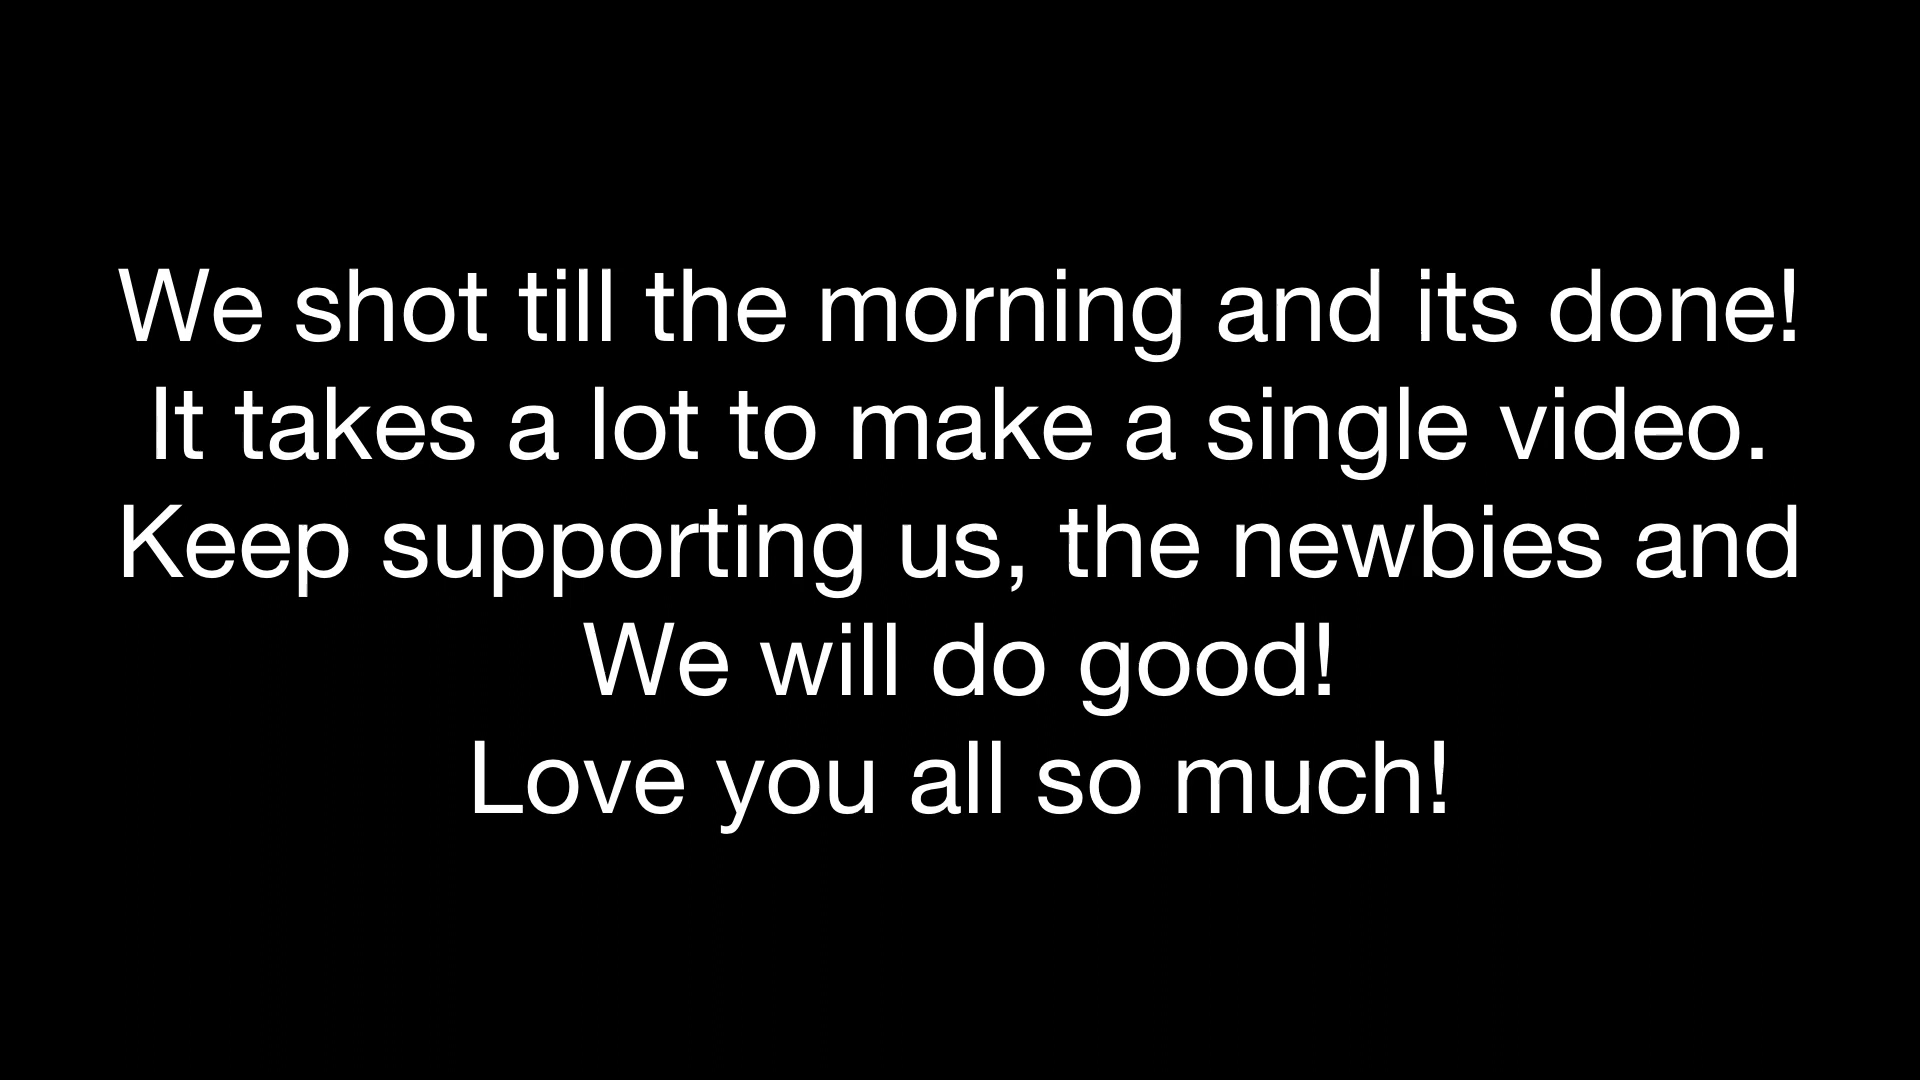 We shot till the morning and its done!
It takes a lot to make a single video.
Keep supporting us, the newbies and
We will do good!
Love you all so much!